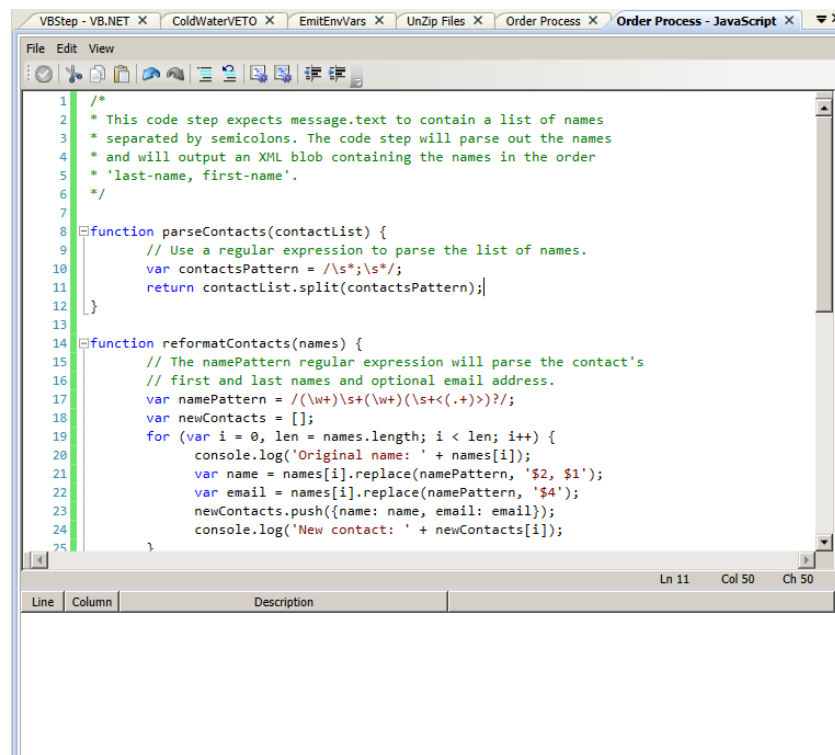 VBStep - VB.NET X ColdWaterVETO X EmitEnvVars X UnZip Files X Order Process X Order Process - JavaScript X
File Edit View
1 /*
2 * This code step expects message.text to contain a list of names
3 * separated by semicolons. The code step will parse out the names
4 * and will output an XML blob containing the names in the order
5 * 'last-name, first-name'.
6 */
7
8 function parseContacts(contactList) {
9 // Use a regular expression to parse the list of names.
10 var contactsPattern = /\s*;\s*/;
11 return contactList.split(contactsPattern);
12 }
13
14 function reformatContacts(names) {
15 // The namePattern regular expression will parse the contact's
16 // first and last names and optional email address.
17 var namePattern = /(\w+)\s+(\w+)(\s+<(.+)>)?/;
18 var newContacts = [];
19 for (var i = 0, len = names.length; i < len; i++) {
20 console.log('Original name: ' + names[i]);
21 var name = names[i].replace(namePattern, '$2, $1');
22 var email = names[i].replace(namePattern, '$4');
23 newContacts.push({name: name, email: email});
24 console.log('New contact: ' + newContacts[i]);
25 }
Ln 11 Col 50 Ch 50
Line Column Description